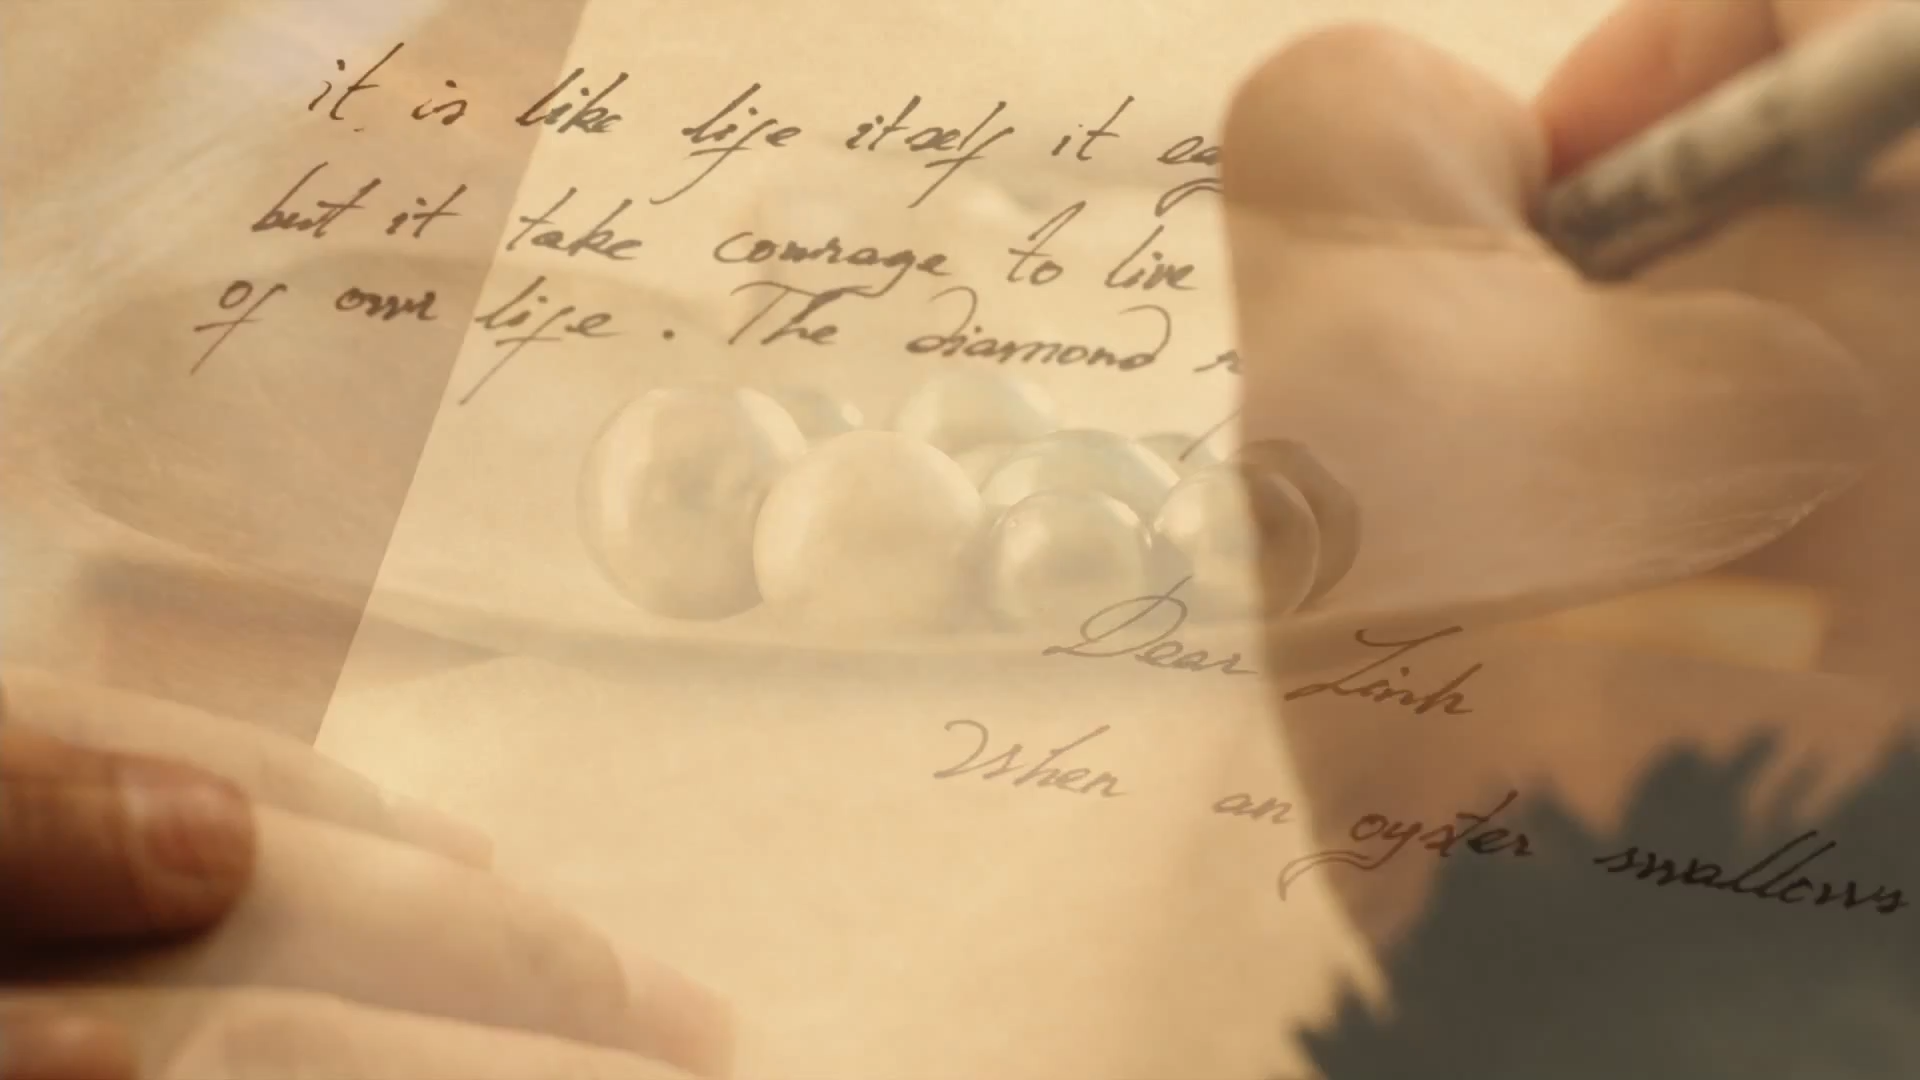 it is like life itself it
but it take courage to live
of our life. The diamond
Dear Linh
When an oyster swallows